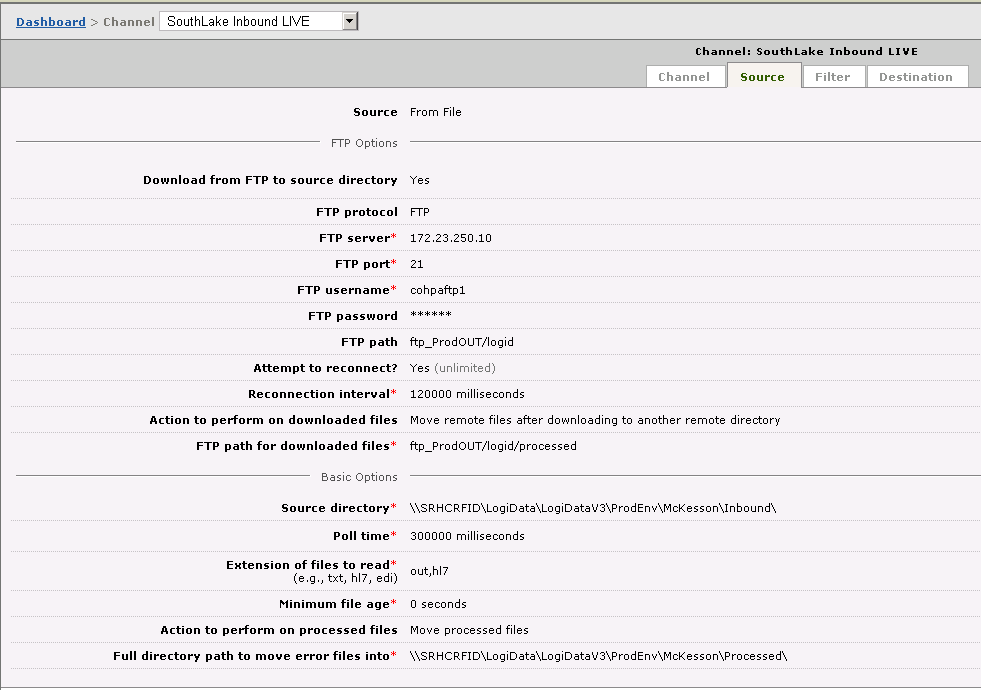 Dashboard > Channel SouthLake Inbound LIVE
Channel: SouthLake Inbound LIVE
Channel Source Filter Destination
Source From File
FTP Options
Download from FTP to source directory Yes
FTP protocol FTP
FTP server* 172.23.250.10
FTP port* 21
FTP username* cohpaftp1
FTP password ******
FTP path ftp_ProdOUT/logid
Attempt to reconnect? Yes (unlimited)
Reconnection interval* 120000 milliseconds
Action to perform on downloaded files Move remote files after downloading to another remote directory
FTP path for downloaded files* ftp_ProdOUT/logid/processed
Basic Options
Source directory* \\SRHCRFID\LogiData\LogiDataV3\ProdEnv\McKesson\Inbound\
Poll time* 300000 milliseconds
Extension of files to read* out,hl7
(e.g., txt, hl7, edi)
Minimum file age* 0 seconds
Action to perform on processed files Move processed files
Full directory path to move error files into* \\SRHCRFID\LogiData\LogiDataV3\ProdEnv\McKesson\Processed\